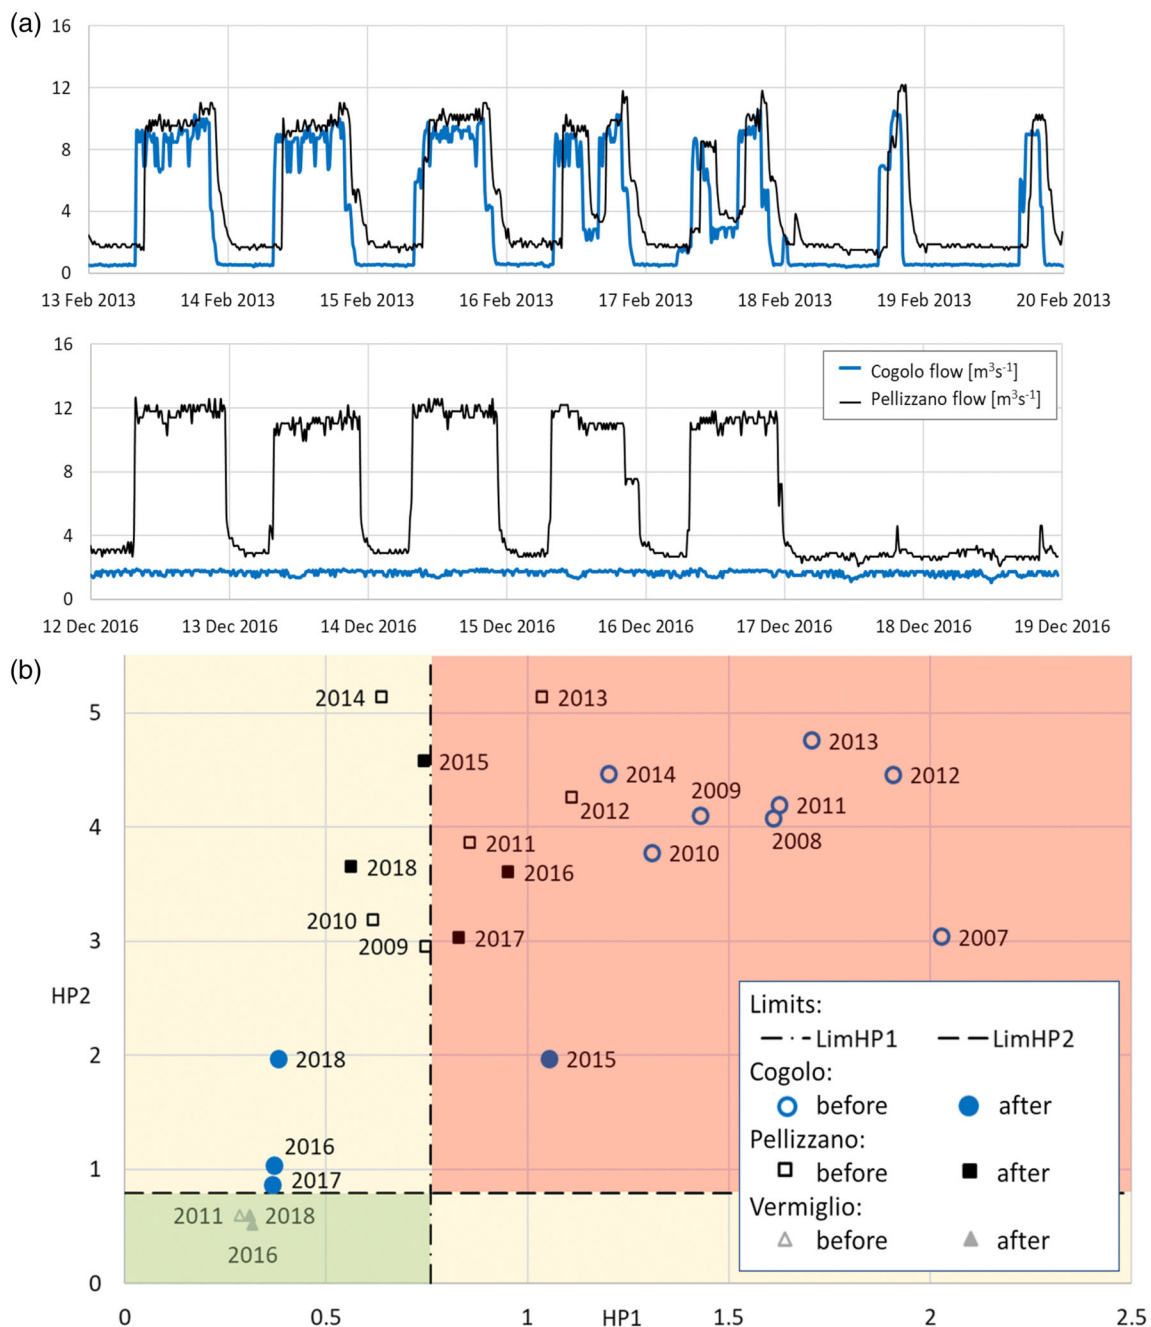 (a)
16
12
8
4
0
13 Feb 2013 14 Feb 2013 15 Feb 2013 16 Feb 2013 17 Feb 2013 18 Feb 2013 19 Feb 2013 20 Feb 2013
16
12
8
4
0
Cogolo flow [m³s⁻¹]
Pellizzano flow [m³s⁻¹]
12 Dec 2016 13 Dec 2016 14 Dec 2016 15 Dec 2016 16 Dec 2016 17 Dec 2016 18 Dec 2016 19 Dec 2016
(b)
2014 2013
5
2013
2015
2014 2012
2009
2012 2011
4
2011 2008
2010
2018 2016
2010
2009 2017 2007
3
HP2
2018 2015
2
2016
1
2017
2011 2018
2016
0
Limits:
LimHP1 LimHP2
Cogolo:
before after
Pellizzano:
before after
Vermiglio:
before after
0 0.5 1 HP1 1.5 2 2.5